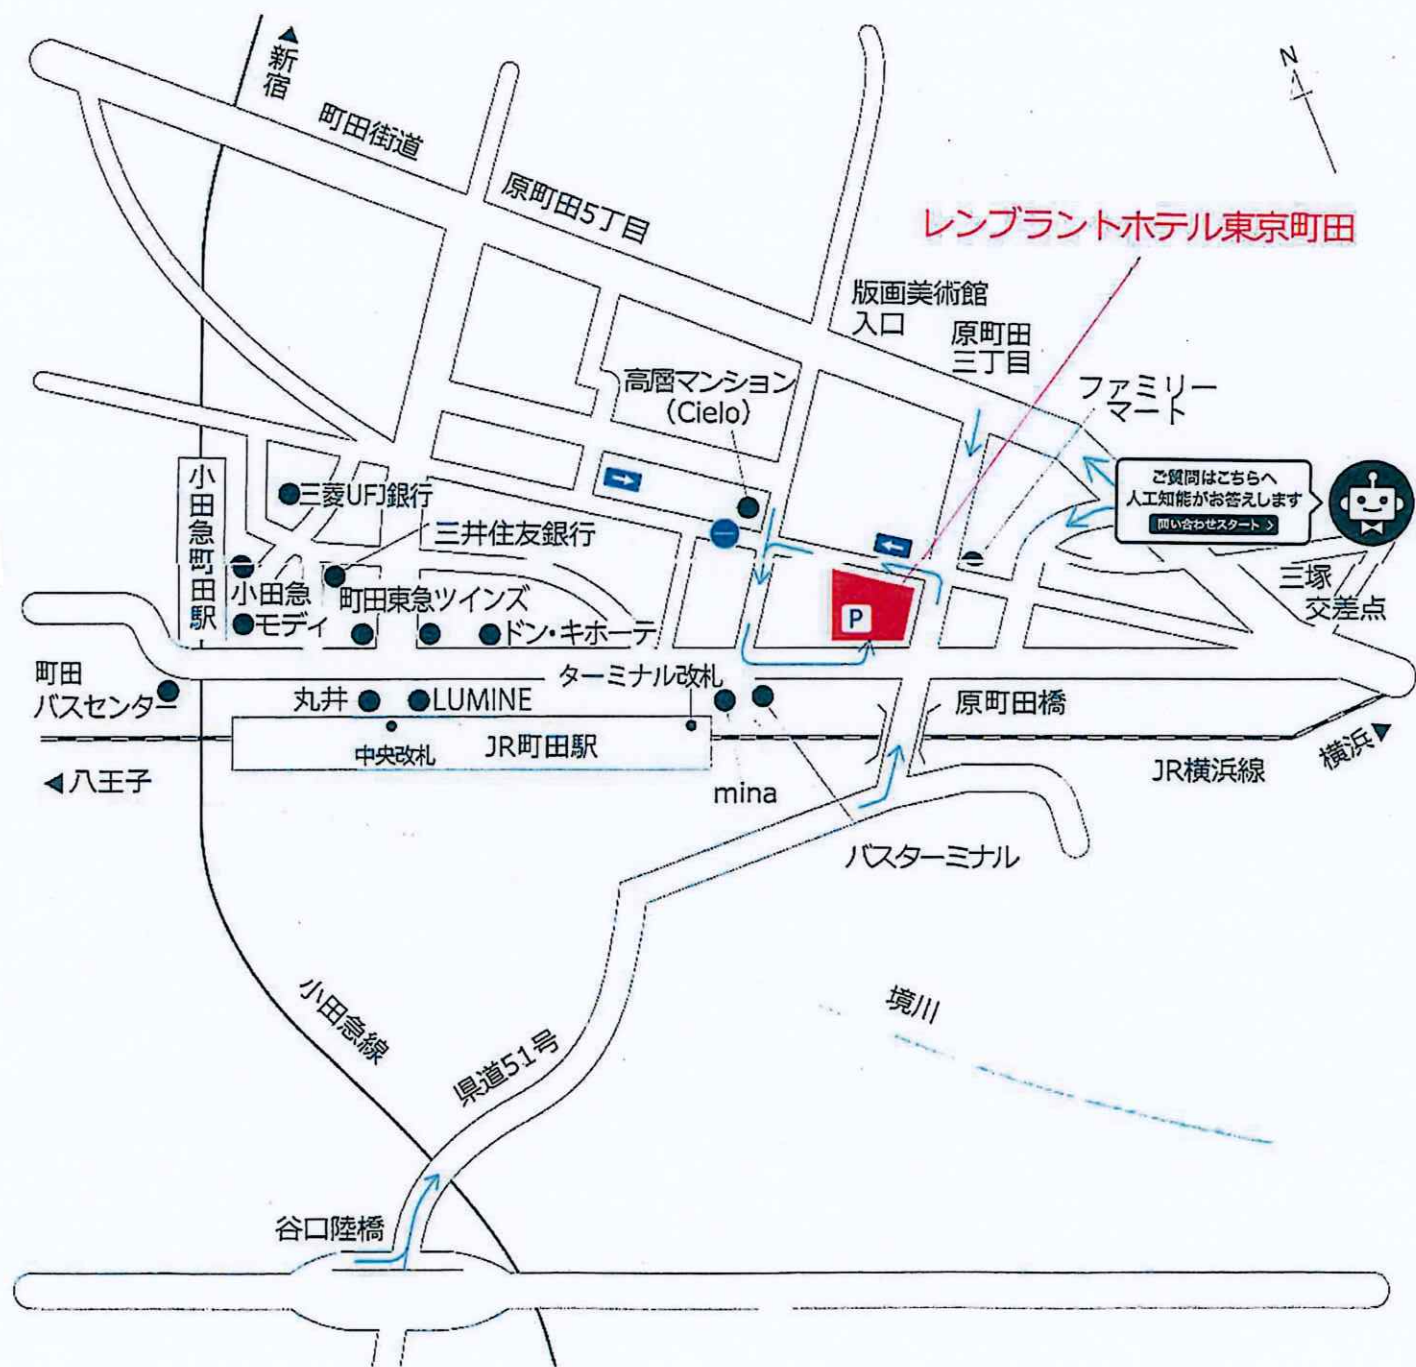 新宿
N
町田街道
原町田5丁目
レンブラントホテル東京町田
版画美術館
入口
原町田
三丁目
高層マンション
(Cielo)
ファミリー
マート
ご質問はこちらへ
人工知能がお答えします
問い合わせスタート >
三菱UFJ銀行
三井住友銀行
小田急町田駅
小田急
モディ
町田東急ツインズ
ドン・キホーテ
P
三塚
交差点
町田
バスセンター
ターミナル改札
丸井
LUMINE
原町田橋
中央改札
JR町田駅
八王子
mina
JR横浜線
横浜
バスターミナル
小田急線
県道51号
境川
谷口陸橋